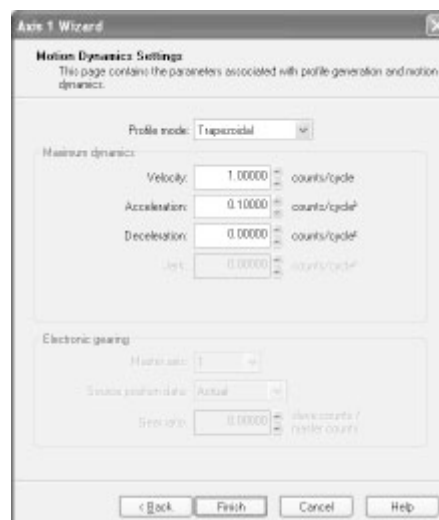 Axis 1 Wizard
Motion Dynamics Settings
This page contains the parameters associated with profile generation and motion
dynamics.
Profile mode: Trapezoidal
Maximum dynamics
Velocity: 1.00000 counts/cycle
Acceleration: 0.10000 counts/cycle²
Deceleration: 0.00000 counts/cycle²
Jerk: 0.00000 counts/cycle³
Electronic gearing
Master axis: 1
Source position data: Actual
Gear ratio: 0.00000 slave counts /
master counts
< Back Finish Cancel Help